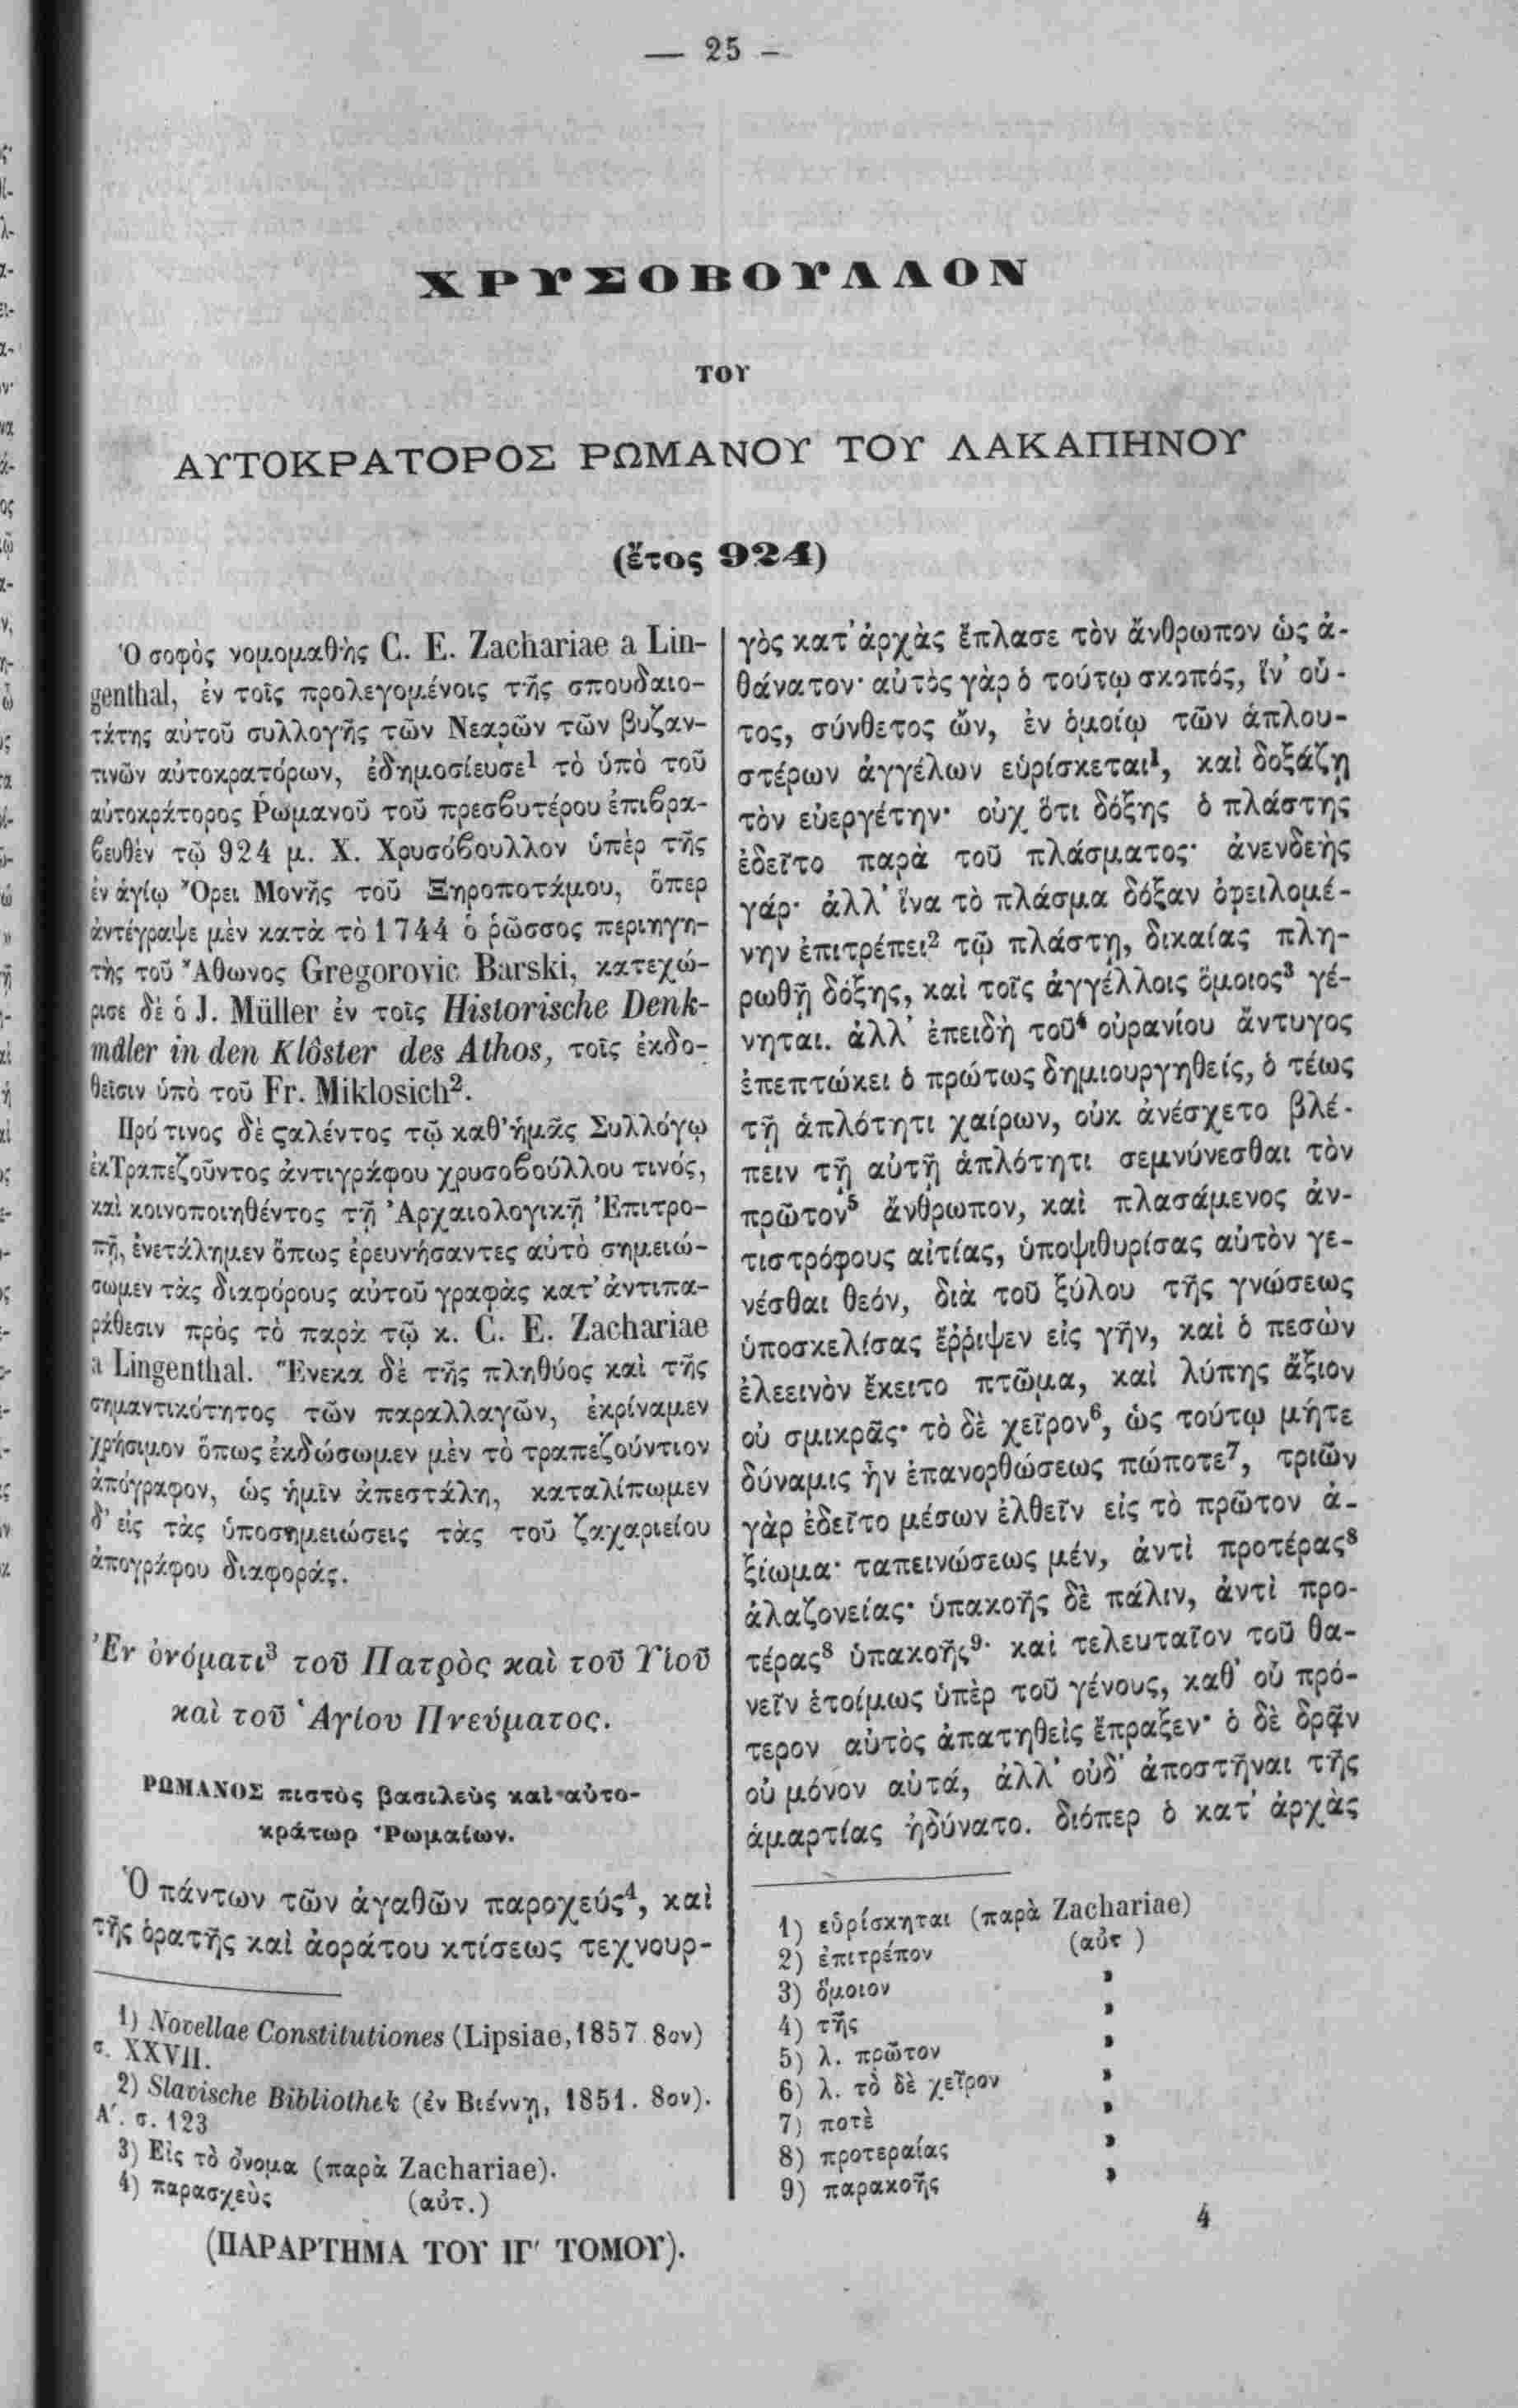 — 25 –
ΧΡΥΣΟΒΟΥΛΛΟΝ
ΤΟΥ
ΑΥΤΟΚΡΑΤΟΡΟΣ ΡΩΜΑΝΟΥ ΤΟΥ ΛΑΚΑΠΗΝΟΥ
(ἔτος 924)
Ὁ σοφὸς νομομαθὴς C. E. Zachariae a Lin-
genthal, ἐν τοῖς προλεγομένοις τῆς σπουδαιο-
τάτης αὐτοῦ συλλογῆς τῶν Νεαρῶν τῶν βυζαν-
τινῶν αὐτοκρατόρων, ἐδημοσίευσε¹ τὸ ὑπὸ τοῦ
αὐτοκράτορος Ῥωμανοῦ τοῦ πρεσϐυτέρου ἐπιϐρα-
ϐευθὲν τῷ 924 μ. Χ. Χρυσόϐουλλον ὑπὲρ τῆς
ἐν ἁγίῳ Ὄρει Μονῆς τοῦ Ξηροποτάμου, ὅπερ
ἀντέγραψε μὲν κατὰ τὸ 1744 ὁ ῥῶσσος περιηγη-
τὴς τοῦ Ἄθωνος Gregorovic Barski, κατεχώ-
ρισε δὲ ὁ J. Müller ἐν τοῖς Historische Denk-
mäler in den Klôster des Athos, τοῖς ἐκδο-
θεῖσιν ὑπὸ τοῦ Fr. Miklosich².
Πρό τινος δὲ ϛαλέντος τῷ καθ’ ἡμᾶς Συλλόγῳ
ἐκ Τραπεζοῦντος ἀντιγράφου χρυσοϐούλλου τινός,
καὶ κοινοποιηθέντος τῇ Ἀρχαιολογικῇ Ἐπιτρο-
πῇ, ἐνετάλημεν ὅπως ἐρευνήσαντες αὐτὸ σημειώ-
σωμεν τὰς διαφόρους αὐτοῦ γραφὰς κατ’ ἀντιπα-
ράθεσιν πρὸς τὸ παρὰ τῷ κ. C. E. Zachariae
a Lingenthal. Ἕνεκα δὲ τῆς πληθύος καὶ τῆς
σημαντικότητος τῶν παραλλαγῶν, ἐκρίναμεν
χρήσιμον ὅπως ἐκδώσωμεν μὲν τὸ τραπεζούντιον
ἀπόγραφον, ὡς ἡμῖν ἀπεστάλη, καταλίπωμεν
δ’ εἰς τὰς ὑποσημειώσεις τὰς τοῦ ζαχαριείου
ἀπογράφου διαφοράς.
Ἐν ὀνόματι³ τοῦ Πατρὸς καὶ τοῦ Υἱοῦ
καὶ τοῦ Ἁγίου Πνεύματος.
ΡΩΜΑΝΟΣ πιστὸς βασιλεὺς καὶ αὐτο-
κράτωρ Ῥωμαίων.
Ὁ πάντων τῶν ἀγαθῶν παροχεύς⁴, καὶ
τῆς ὁρατῆς καὶ ἀοράτου κτίσεως τεχνουρ-
1) Novellae Constitutiones (Lipsiae, 1857 8ον)
σ. XXVII.
2) Slavische Bibliothek (ἐν Βιέννῃ, 1851. 8ον).
Α΄. σ. 123
3) Εἰς τὸ ὄνομα (παρὰ Zachariae).
4) παρασχεὺς (αὐτ.)
(ΠΑΡΑΡΤΗΜΑ ΤΟΥ ΙΓ΄ ΤΟΜΟΥ).
γὸς κατ’ ἀρχὰς ἔπλασε τὸν ἄνθρωπον ὡς ἀ-
θάνατον· αὐτὸς γὰρ ὁ τούτῳ σκοπός, ἵν’ οὗ-
τος, σύνθετος ὤν, ἐν ὁμοίῳ τῶν ἁπλου-
στέρων ἀγγέλων εὑρίσκεται¹, καὶ δοξάζῃ
τὸν εὐεργέτην· οὐχ ὅτι δόξης ὁ πλάστης
ἐδεῖτο παρὰ τοῦ πλάσματος· ἀνενδεὴς
γάρ· ἀλλ’ ἵνα τὸ πλάσμα δόξαν ὀφειλομέ-
νην ἐπιτρέπει² τῷ πλάστῃ, δικαίας πλη-
ρωθῇ δόξης, καὶ τοῖς ἀγγέλλοις ὅμοιος³ γέ-
νηται. ἀλλ’ ἐπειδὴ τοῦ⁴ οὐρανίου ἄντυγος
ἐπεπτώκει ὁ πρώτως δημιουργηθείς, ὁ τέως
τῇ ἁπλότητι χαίρων, οὐκ ἀνέσχετο βλέ-
πειν τῇ αὐτῇ ἁπλότητι σεμνύνεσθαι τὸν
πρῶτον⁵ ἄνθρωπον, καὶ πλασάμενος ἀν-
τιστρόφους αἰτίας, ὑποψιθυρίσας αὐτὸν γε-
νέσθαι θεόν, διὰ τοῦ ξύλου τῆς γνώσεως
ὑποσκελίσας ἔῤῥιψεν εἰς γῆν, καὶ ὁ πεσὼν
ἐλεεινὸν ἔκειτο πτῶμα, καὶ λύπης ἄξιον
οὐ σμικρᾶς· τὸ δὲ χεῖρον⁶, ὡς τούτῳ μήτε
δύναμις ἦν ἐπανορθώσεως πώποτε⁷, τριῶν
γὰρ ἐδεῖτο μέσων ἐλθεῖν εἰς τὸ πρῶτον ἀ-
ξίωμα· ταπεινώσεως μέν, ἀντὶ προτέρας⁸
ἀλαζονείας· ὑπακοῆς δὲ πάλιν, ἀντὶ προ-
τέρας⁸ ὑπακοῆς⁹· καὶ τελευταῖον τοῦ θα-
νεῖν ἑτοίμως ὑπὲρ τοῦ γένους, καθ’ οὗ πρό-
τερον αὐτὸς ἀπατηθεὶς ἔπραξεν· ὁ δὲ δρᾷν
οὐ μόνον αὐτά, ἀλλ’ οὐδ’ ἀποστῆναι τῆς
ἁμαρτίας ἠδύνατο. διόπερ ὁ κατ’ ἀρχὰς
1) εὑρίσκηται (παρὰ Zachariae)
2) ἐπιτρέπον (αὐτ )
3) ὅμοιον »
4) τῆς »
5) λ. πρῶτον »
6) λ. τὸ δὲ χεῖρον »
7) ποτὲ »
8) προτεραίας »
9) παρακοῆς »
4